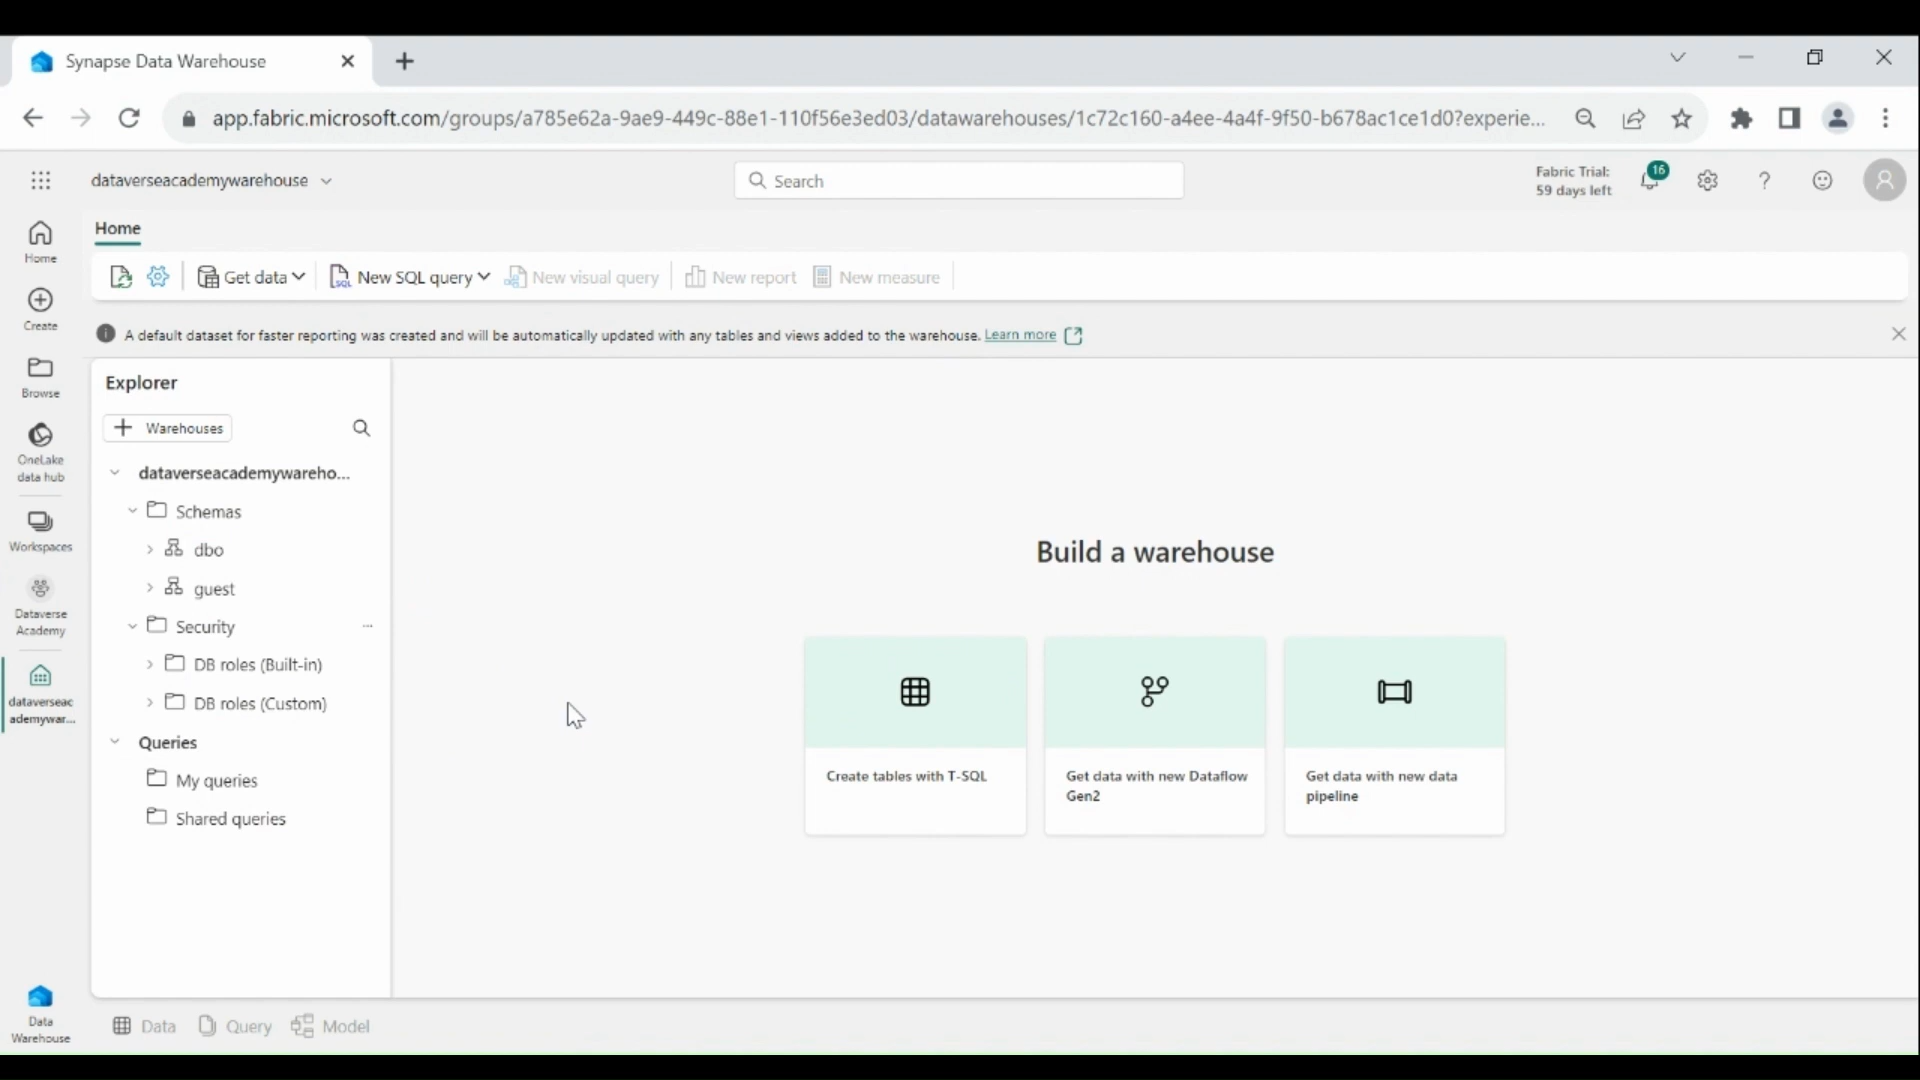 Synapse Data Warehouse
app.fabric.microsoft.com/groups/a785e62a-9ae9-449c-88e1-110f56e3ed03/datawarehouses/1c72c160-a4ee-4a4f-9f50-b678ac1ce1d0?experie...
dataverseacademywarehouse
Search
Fabric Trial:
59 days left
16
Home
Home
Create
Browse
OneLake
data hub
Workspaces
Dataverse
Academy
dataverseac
ademywar...
Data
Warehouse
Get data
New SQL query
New visual query
New report
New measure
A default dataset for faster reporting was created and will be automatically updated with any tables and views added to the warehouse. Learn more
Explorer
Warehouses
dataverseacademywareho...
Schemas
dbo
guest
Security
...
DB roles (Built-in)
DB roles (Custom)
Queries
My queries
Shared queries
Build a warehouse
Create tables with T-SQL
Get data with new Dataflow
Gen2
Get data with new data
pipeline
Data
Query
Model